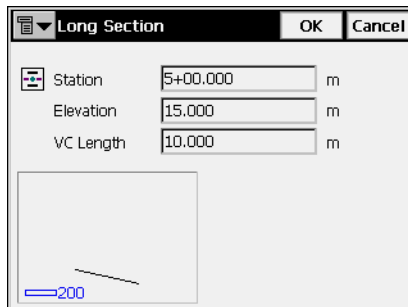 Long Section OK Cancel
Station 5+00.000 m
Elevation 15.000 m
VC Length 10.000 m
200